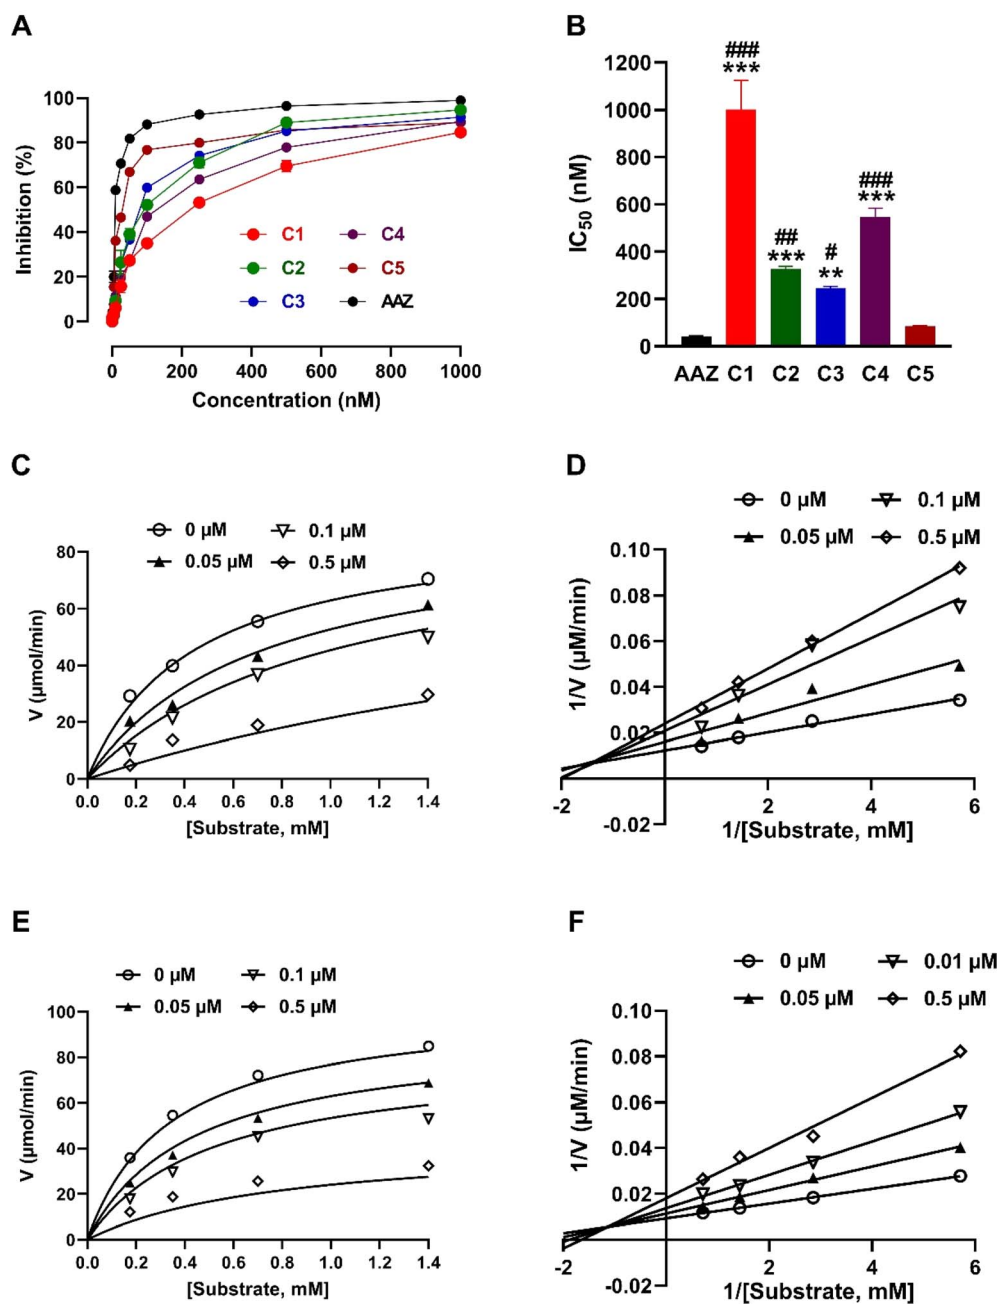 A
Inhibition (%)
100
80
60
40
20
0
C1
C4
C2
C5
C3
AAZ
0 200 400 600 800 1000
Concentration (nM)
B
IC50 (nM)
1200
1000
800
600
400
200
0
###
***
##
***
#
**
###
***
AAZ C1 C2 C3 C4 C5
C
0 µM 0.1 µM
0.05 µM 0.5 µM
V (µmol/min)
80
60
40
20
0
0.0 0.2 0.4 0.6 0.8 1.0 1.2 1.4
[Substrate, mM]
D
0 µM 0.1 µM
0.05 µM 0.5 µM
1/V (µM/min)
0.10
0.08
0.06
0.04
0.02
-0.02
-2 2 4 6
1/[Substrate, mM]
E
0 µM 0.1 µM
0.05 µM 0.5 µM
V (µmol/min)
100
80
60
40
20
0
0.0 0.2 0.4 0.6 0.8 1.0 1.2 1.4
[Substrate, mM]
F
0 µM 0.01 µM
0.05 µM 0.5 µM
1/V (µM/min)
0.10
0.08
0.06
0.04
0.02
-0.02
-2 2 4 6
1/[Substrate, mM]